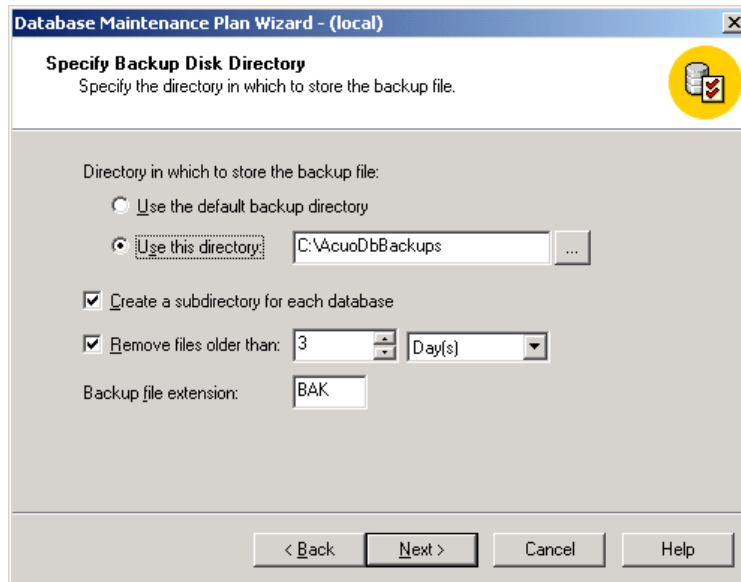 Database Maintenance Plan Wizard - (local)
Specify Backup Disk Directory
Specify the directory in which to store the backup file.
Directory in which to store the backup file:
Use the default backup directory
Use this directory: C:\AcuoDbBackups ...
Create a subdirectory for each database
Remove files older than: 3 Day(s)
Backup file extension: BAK
< Back Next > Cancel Help